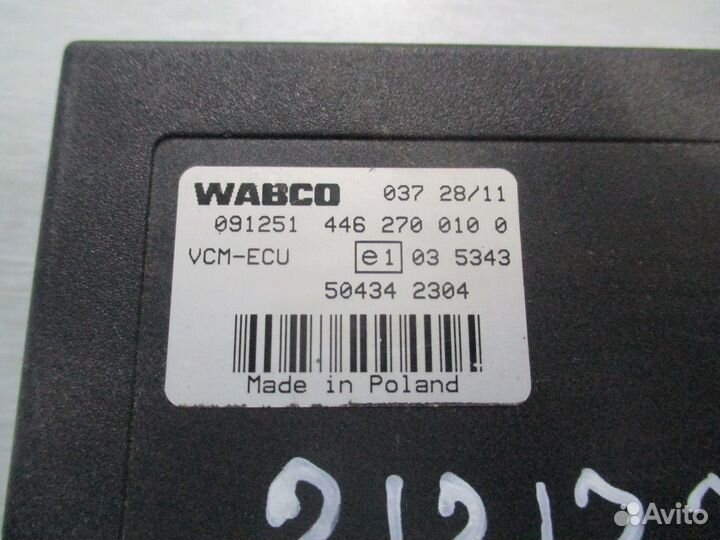 WABCO 037 28/11
091251 446 270 010 0
VCM-ECU e1 03 5343
50434 2304
Made in Poland
Avito